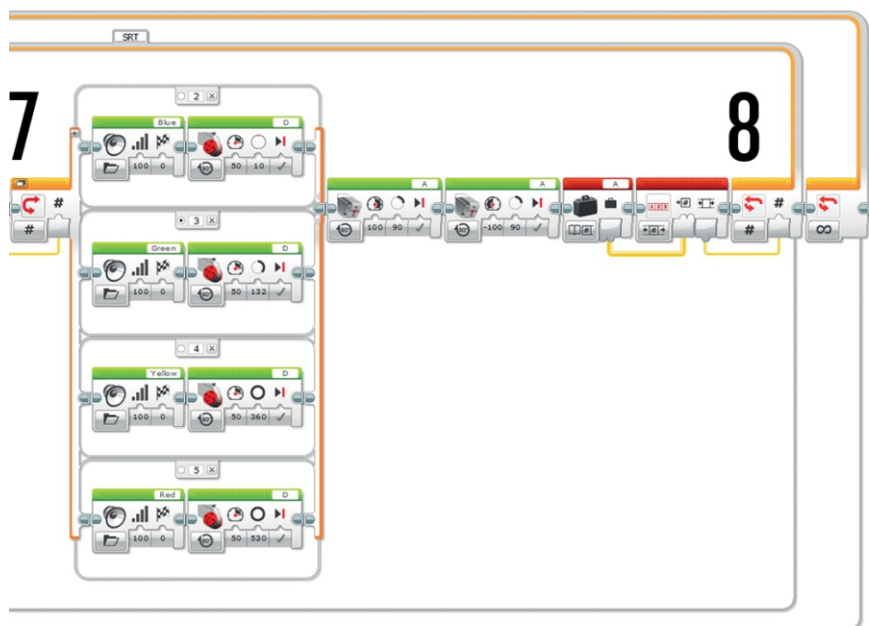 SRT
7
8
2
Blue D
100 0 50 10
3
Green D
100 0 50 132
4
Yellow D
100 0 50 360
5
Red D
100 0 50 530
# #
A A A
100 90 -100 90
# #
∞